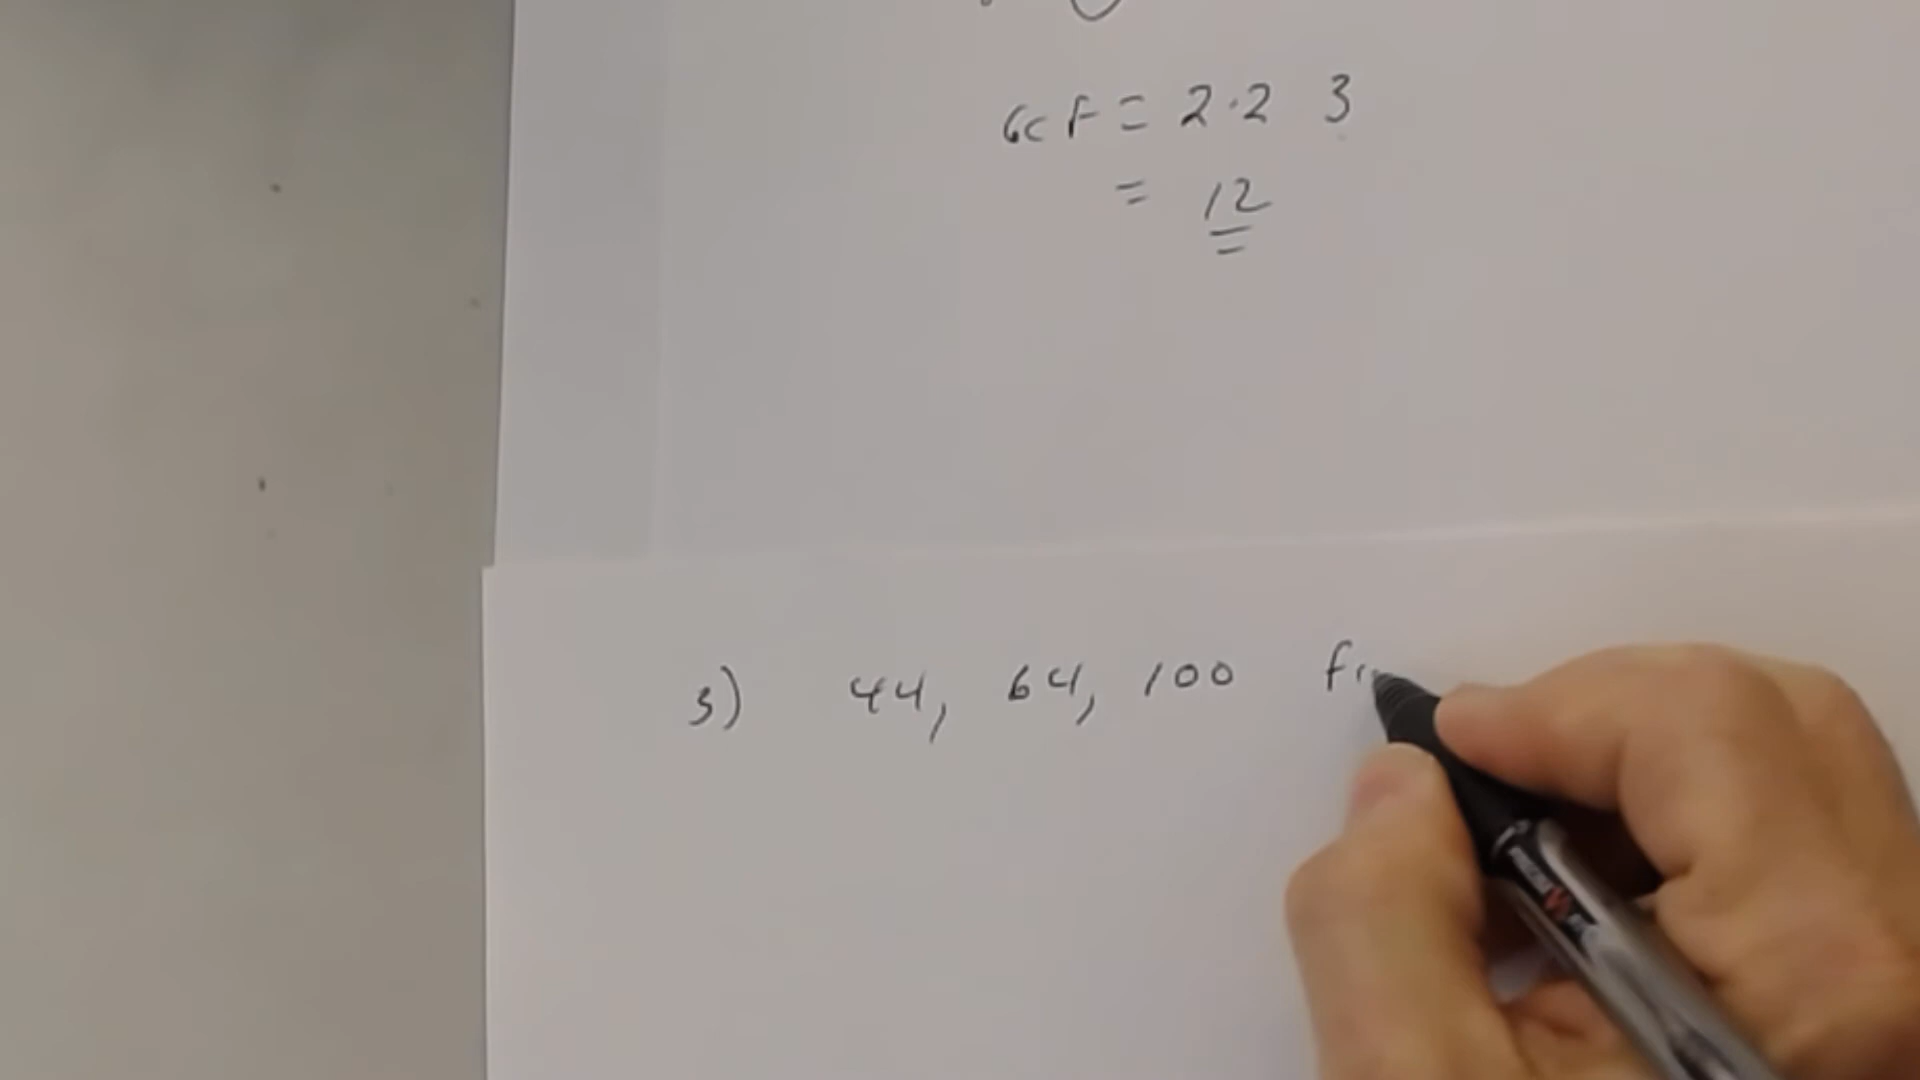 GCF = 2·2 3
= 12
3) 44, 64, 100